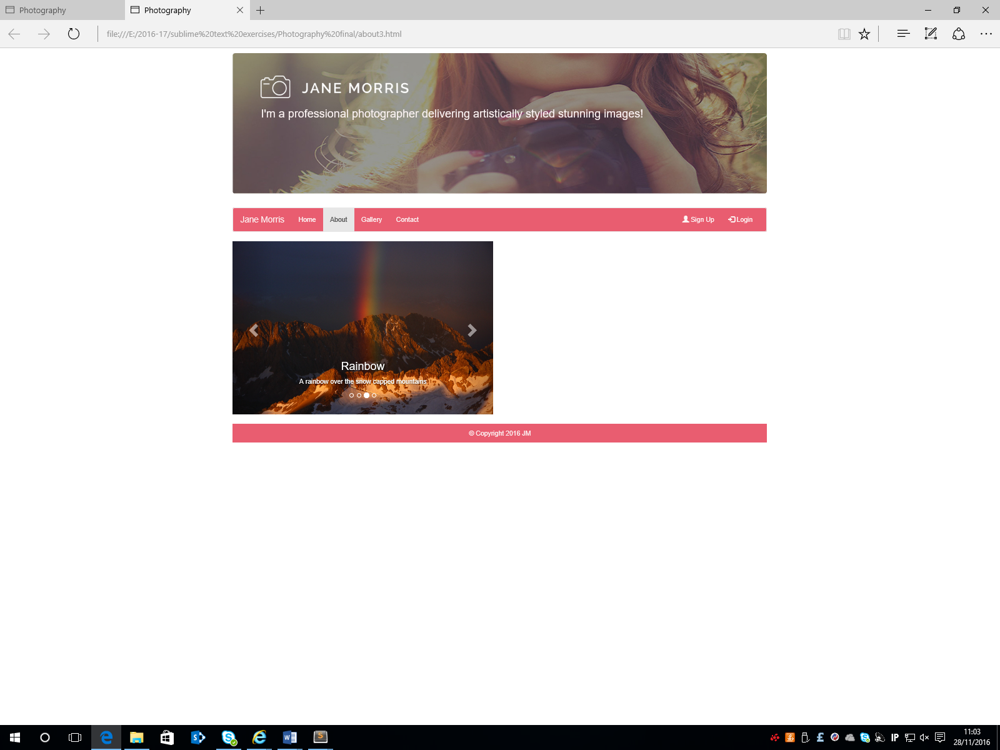 Photography
Photography
file:///E:/2016-17/sublime%20text%20exercises/Photography%20final/about3.html
JANE MORRIS
I'm a professional photographer delivering artistically styled stunning images!
Jane Morris Home About Gallery Contact Sign Up Login
Rainbow
A rainbow over the snow capped mountains
© Copyright 2016 JM
IP
11:03
28/11/2016